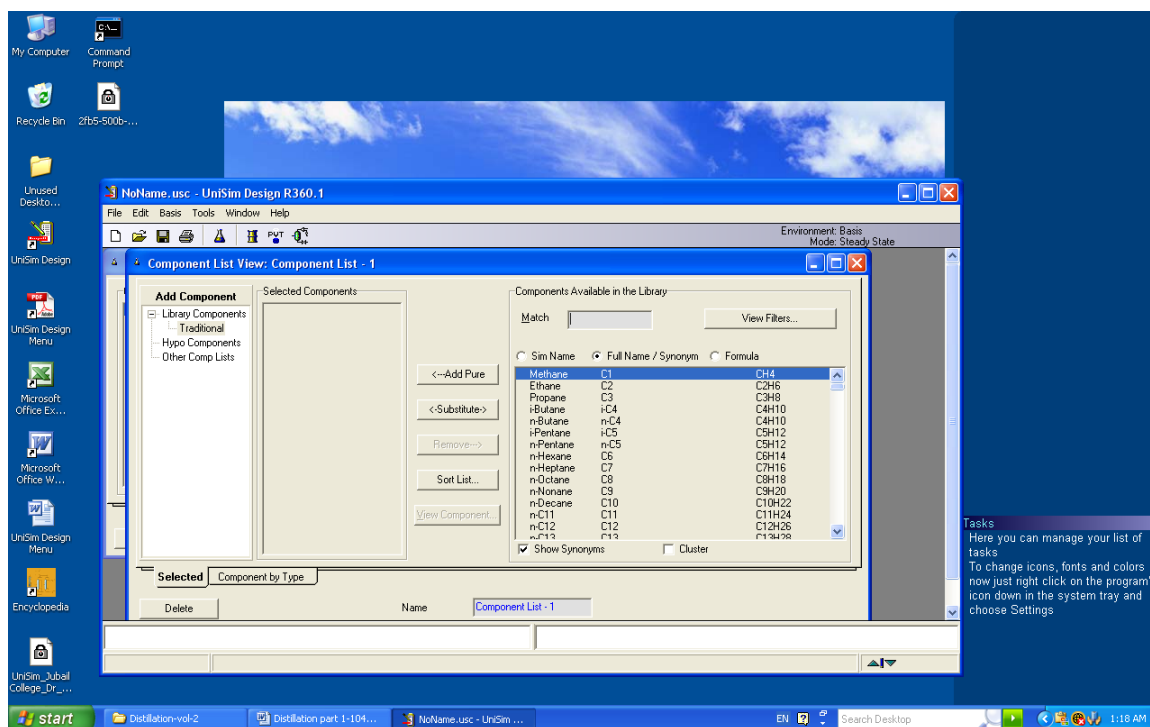 My Computer
Command
Prompt
Recycle Bin
2fb5-500b-...
Unused
Deskto...
UniSim Design
UniSim Design
Menu
Microsoft
Office Ex...
Microsoft
Office W...
UniSim Design
Menu
Encyclopedia
UniSim_Jubail
College_Dr_...
NoName.usc - UniSim Design R360.1
File Edit Basis Tools Window Help
PVT
Environment: Basis
Mode: Steady State
Component List View: Component List - 1
Add Component
Library Components
Traditional
Hypo Components
Other Comp Lists
Selected Components
<---Add Pure
<-Substitute->
Remove--->
Sort List...
View Component...
Components Available in the Library
Match
View Filters...
Sim Name Full Name / Synonym Formula
Methane C1 CH4
Ethane C2 C2H6
Propane C3 C3H8
i-Butane i-C4 C4H10
n-Butane n-C4 C4H10
i-Pentane i-C5 C5H12
n-Pentane n-C5 C5H12
n-Hexane C6 C6H14
n-Heptane C7 C7H16
n-Octane C8 C8H18
n-Nonane C9 C9H20
n-Decane C10 C10H22
n-C11 C11 C11H24
n-C12 C12 C12H26
n-C13 C13 C13H28
Show Synonyms Cluster
Selected Component by Type
Delete Name Component List - 1
Tasks
Here you can manage your list of
tasks
To change icons, fonts and colors
now just right click on the program'
icon down in the system tray and
choose Settings
start
Distillation-vol-2
Distillation part 1-104...
NoName.usc - UniSim ...
EN
Search Desktop
1:18 AM